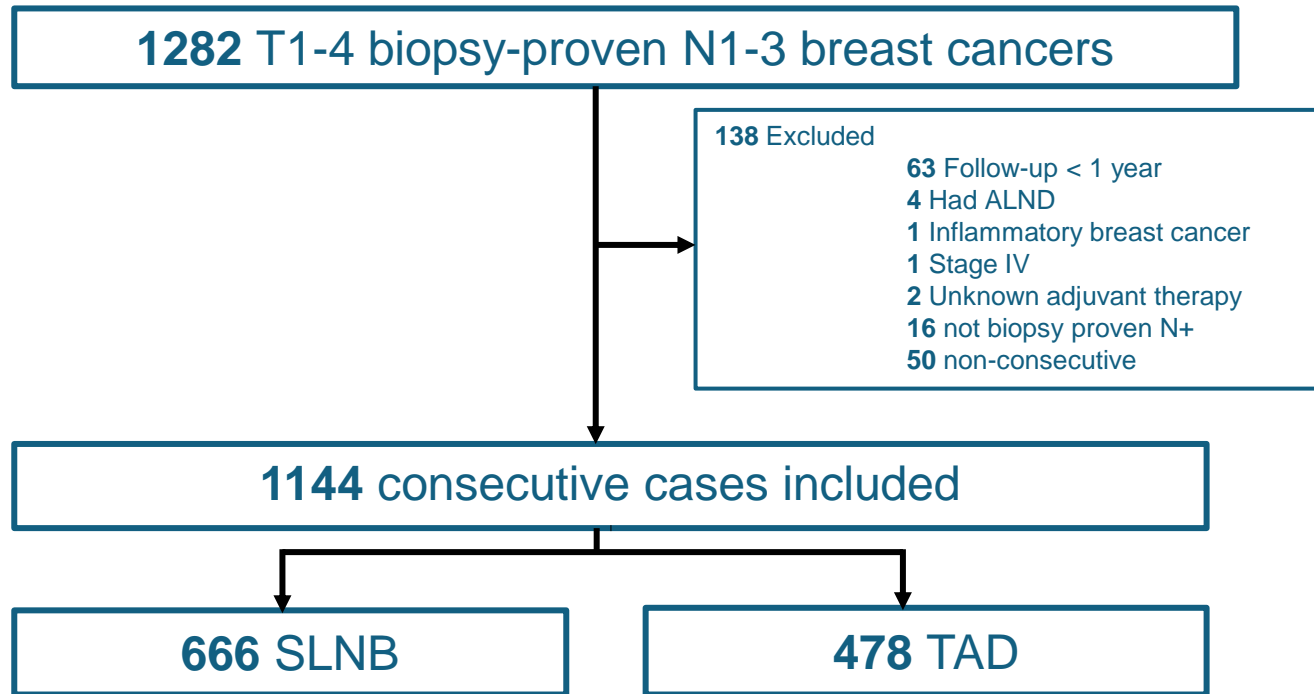 1282 T1-4 biopsy-proven N1-3 breast cancers
138 Excluded
63 Follow-up < 1 year
4 Had ALND
1 Inflammatory breast cancer
1 Stage IV
2 Unknown adjuvant therapy
16 not biopsy proven N+
50 non-consecutive
1144 consecutive cases included
666 SLNB
478 TAD